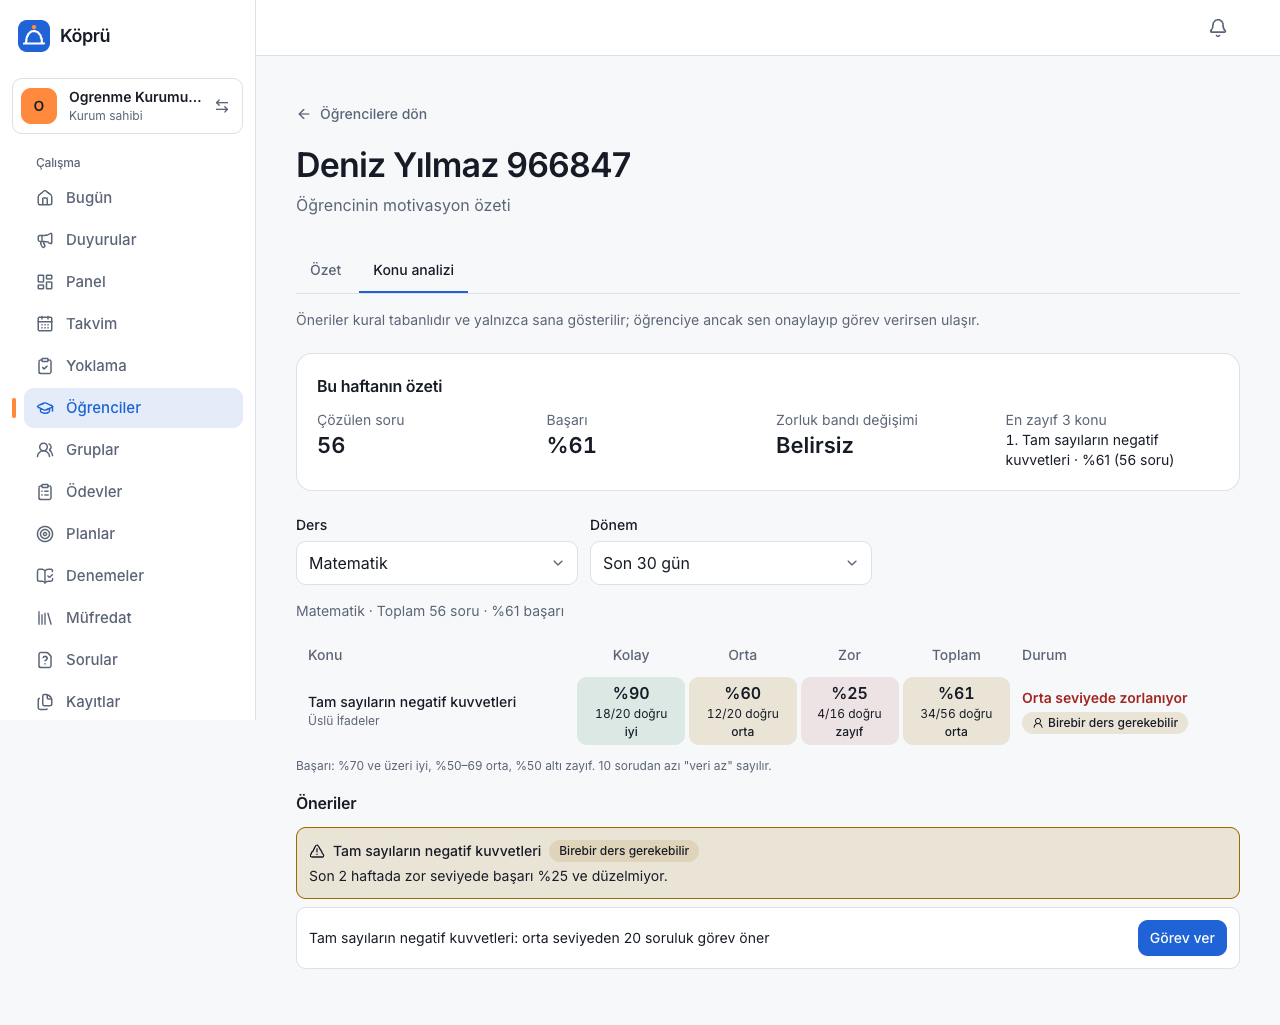 Köprü
O
Ogrenme Kurumu...
Kurum sahibi
Çalışma
Bugün
Duyurular
Panel
Takvim
Yoklama
Öğrenciler
Gruplar
Ödevler
Planlar
Denemeler
Müfredat
Sorular
Kayıtlar
Öğrencilere dön
Deniz Yılmaz 966847
Öğrencinin motivasyon özeti
Özet
Konu analizi
Öneriler kural tabanlıdır ve yalnızca sana gösterilir; öğrenciye ancak sen onaylayıp görev verirsen ulaşır.
Bu haftanın özeti
Çözülen soru
56
Başarı
%61
Zorluk bandı değişimi
Belirsiz
En zayıf 3 konu
1. Tam sayıların negatif
kuvvetleri · %61 (56 soru)
Ders
Matematik
Dönem
Son 30 gün
Matematik · Toplam 56 soru · %61 başarı
Konu
Kolay
Orta
Zor
Toplam
Durum
Tam sayıların negatif kuvvetleri
Üslü İfadeler
%90
18/20 doğru
iyi
%60
12/20 doğru
orta
%25
4/16 doğru
zayıf
%61
34/56 doğru
orta
Orta seviyede zorlanıyor
Birebir ders gerekebilir
Başarı: %70 ve üzeri iyi, %50–69 orta, %50 altı zayıf. 10 sorudan azı "veri az" sayılır.
Öneriler
Tam sayıların negatif kuvvetleri
Birebir ders gerekebilir
Son 2 haftada zor seviyede başarı %25 ve düzelmiyor.
Tam sayıların negatif kuvvetleri: orta seviyeden 20 soruluk görev öner
Görev ver